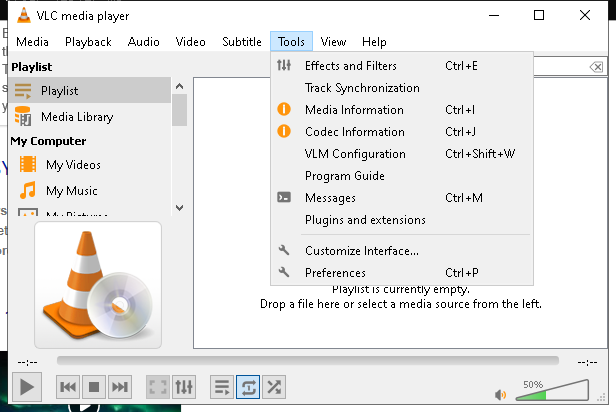 VLC media player
Media Playback Audio Video Subtitle Tools View Help
Playlist
Playlist
Media Library
My Computer
My Videos
My Music
My Pictures
Effects and Filters Ctrl+E
Track Synchronization
Media Information Ctrl+I
Codec Information Ctrl+J
VLM Configuration Ctrl+Shift+W
Program Guide
Messages Ctrl+M
Plugins and extensions
Customize Interface...
Preferences Ctrl+P
Playlist is currently empty.
Drop a file here or select a media source from the left.
--:-- --:--
50%